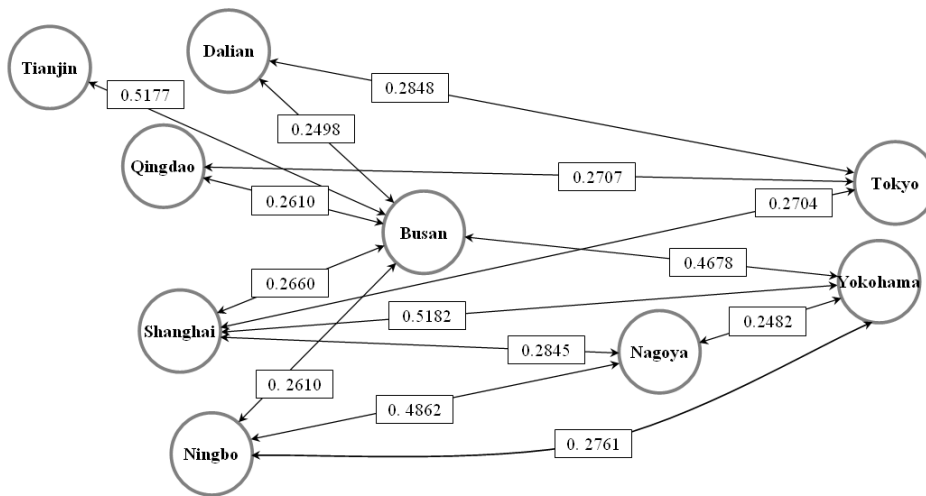 Dalian
Tianjin
0.2848
0.5177
0.2498
Qingdao
0.2707
Tokyo
0.2610
0.2704
Busan
0.4678
0.2660
Yokohama
0.5182
0.2482
Shanghai
0.2845
Nagoya
0. 2610
0. 4862
0. 2761
Ningbo